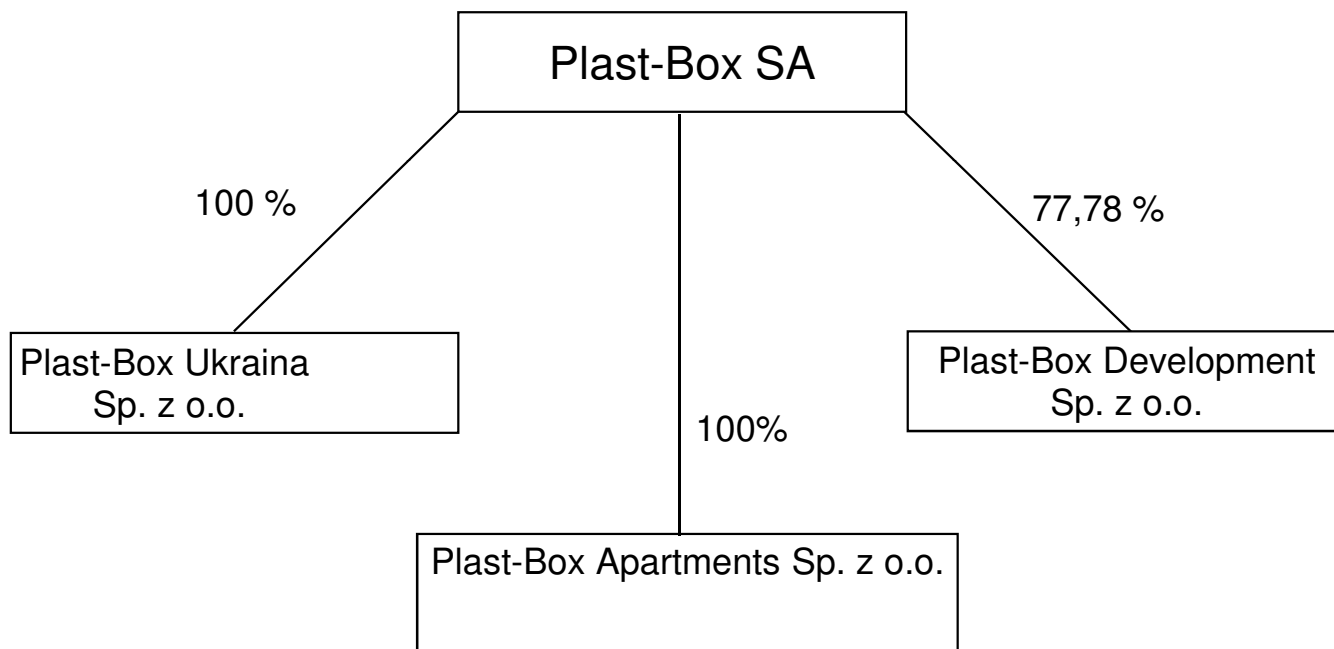 Plast-Box SA
100 %
77,78 %
Plast-Box Ukraina
Sp. z o.o.
Plast-Box Development
Sp. z o.o.
100%
Plast-Box Apartments Sp. z o.o.